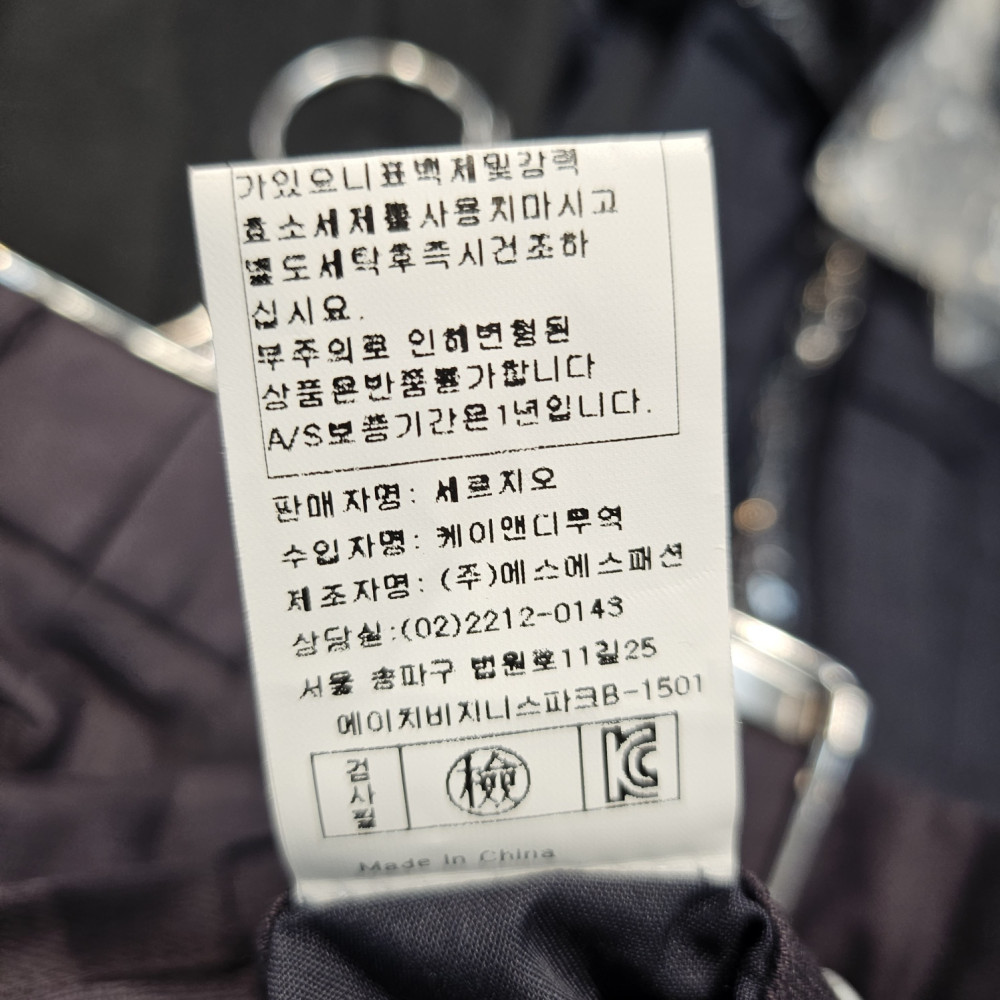 가있으니표백제및강력
효소세제를사용치마시고
별도세탁후즉시건조하
십시요.
부주의로 인해변형된
상품은반품불가합니다
A/S보증기간은1년입니다.
판매자명: 세르지오
수입자명: 케이앤디무역
제조자명: (주)에스에스패션
상담실:(02)2212-0143
서울 송파구 법원로11길25
에이치비지니스파크B-1501
검사필
檢
KC
Made in China